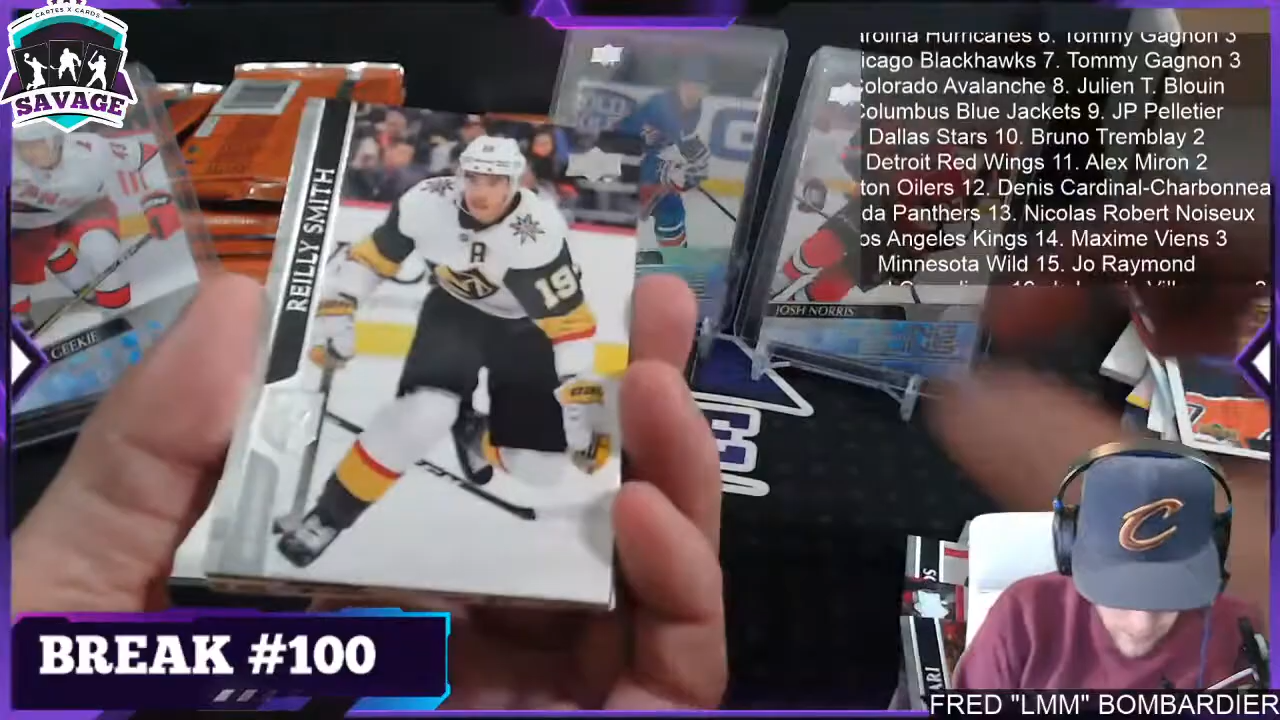 CARTES X CARDS
SAVAGE
rolina Hurricanes 6. Tommy Gagnon 3
icago Blackhawks 7. Tommy Gagnon 3
Colorado Avalanche 8. Julien T. Blouin
Columbus Blue Jackets 9. JP Pelletier
Dallas Stars 10. Bruno Tremblay 2
Detroit Red Wings 11. Alex Miron 2
ton Oilers 12. Denis Cardinal-Charbonnea
da Panthers 13. Nicolas Robert Noiseux
os Angeles Kings 14. Maxime Viens 3
Minnesota Wild 15. Jo Raymond
REILLY SMITH
A
19
GEEKIE
JOSH NORRIS
C
BREAK #100
FRED "LMM" BOMBARDIER